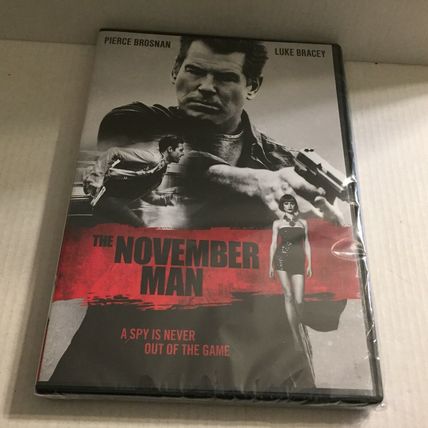 PIERCE BROSNAN
LUKE BRACEY
THE NOVEMBER
MAN
A SPY IS NEVER
OUT OF THE GAME